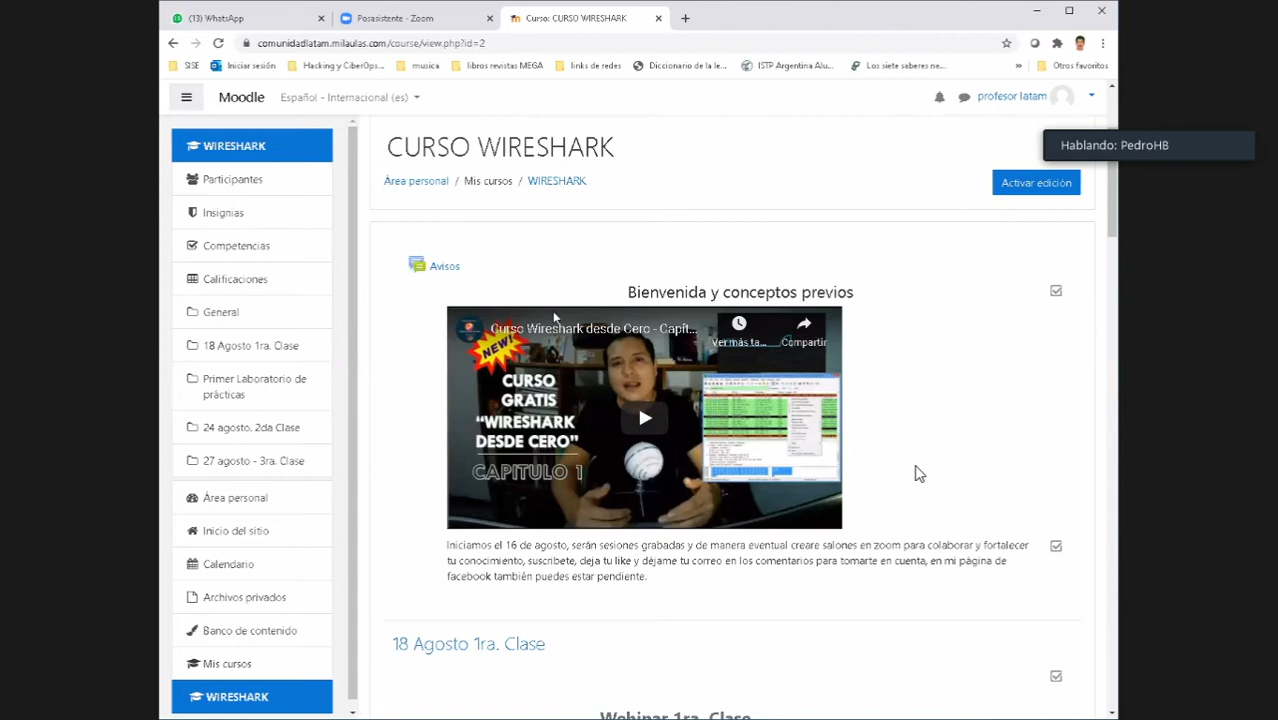 (13) WhatsApp
Posasistente - Zoom
Curso: CURSO WIRESHARK
comunidadlatam.milaulas.com/course/view.php?id=2
SISE
Iniciar sesión
Hacking y CiberOps...
musica
libros revistas MEGA
links de redes
Diccionario de la le...
ISTP Argentina Alu...
Los siete saberes ne...
»
Otros favoritos
Moodle
Español - Internacional (es)
profesor latam
Hablando: PedroHB
WIRESHARK
Participantes
Insignias
Competencias
Calificaciones
General
18 Agosto 1ra. Clase
Primer Laboratorio de
prácticas
24 agosto. 2da Clase
27 agosto - 3ra. Clase
Área personal
Inicio del sitio
Calendario
Archivos privados
Banco de contenido
Mis cursos
WIRESHARK
CURSO WIRESHARK
Área personal / Mis cursos / WIRESHARK
Activar edición
Avisos
Bienvenida y conceptos previos
Curso Wireshark desde Cero - Capít...
Ver más ta...
Compartir
NEW!
CURSO
GRATIS
“WIRESHARK
DESDE CERO”
CAPITULO 1
Iniciamos el 16 de agosto, serán sesiones grabadas y de manera eventual creare salones en zoom para colaborar y fortalecer
tu conocimiento, suscribete, deja tu like y déjame tu correo en los comentarios para tomarte en cuenta, en mi página de
facebook también puedes estar pendiente.
18 Agosto 1ra. Clase
Webinar 1ra. Clase